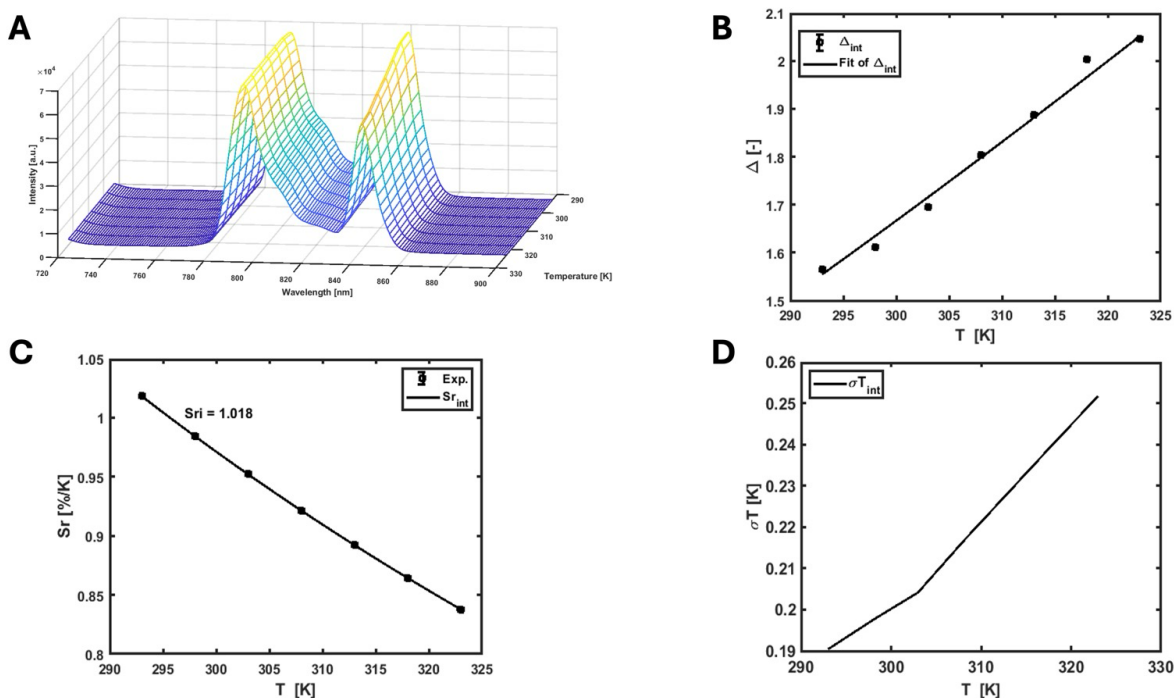 A
×10⁴
7
6
5
4
3
2
1
0
Intensity [a.u.]
720
740
760
780
800
820
840
860
880
900
Wavelength [nm]
290
300
310
320
330
Temperature [K]
B
2.1
2
1.9
1.8
1.7
1.6
1.5
Δ [-]
Δint
Fit of Δint
290 295 300 305 310 315 320 325
T [K]
C
1.05
1
0.95
0.9
0.85
0.8
Sr [%/K]
Exp.
Srint
Sri = 1.018
290 295 300 305 310 315 320 325
T [K]
D
0.26
0.25
0.24
0.23
0.22
0.21
0.20
0.19
σT [K]
σTint
290 300 310 320 330
T [K]